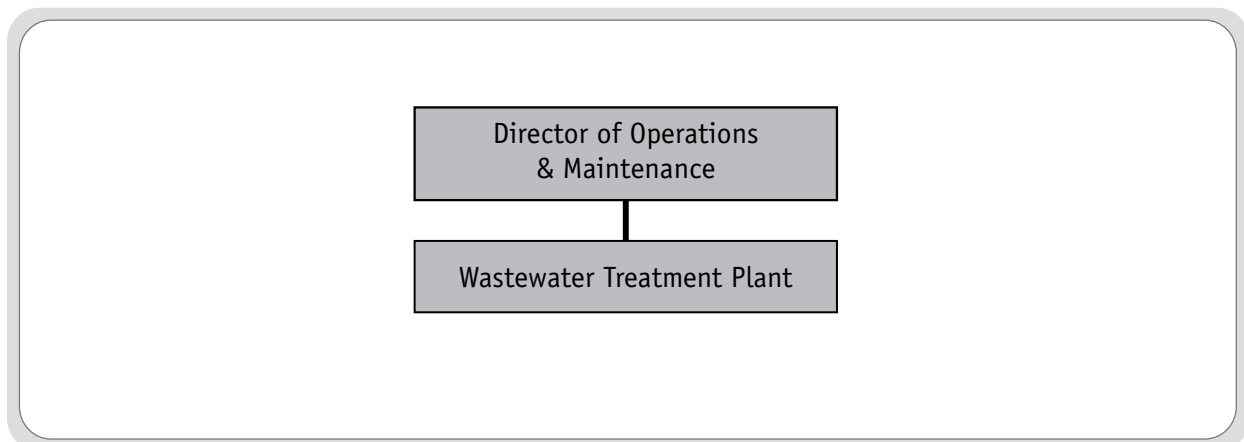 Director of Operations
& Maintenance
Wastewater Treatment Plant